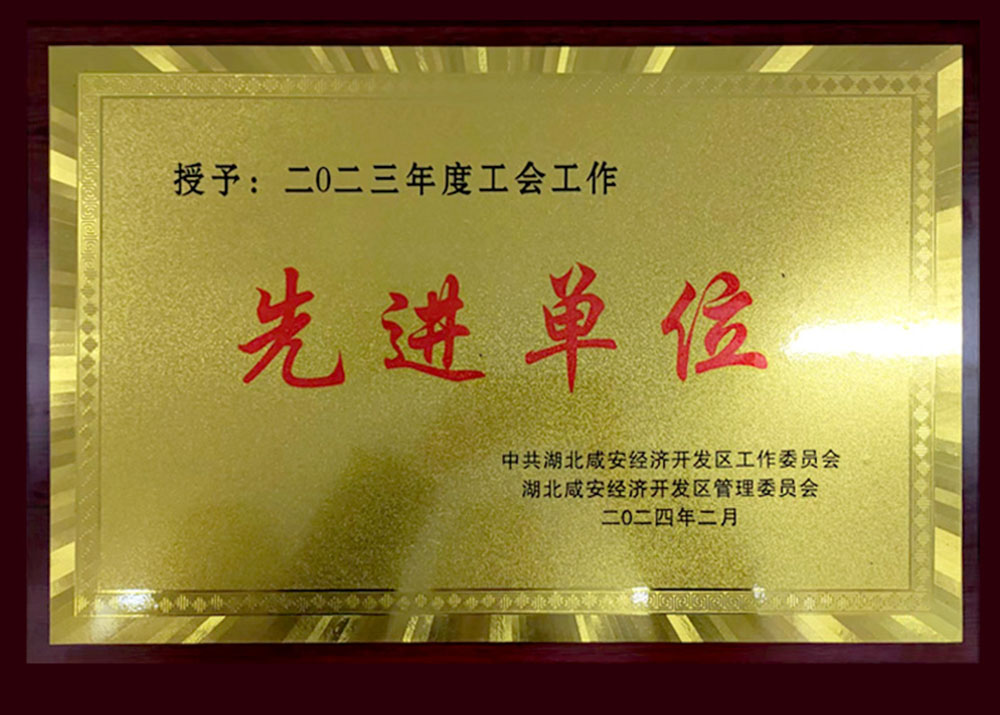 授予：二0二三年度工会工作
先进单位
中共湖北咸安经济开发区工作委员会
湖北咸安经济开发区管理委员会
二0二四年二月